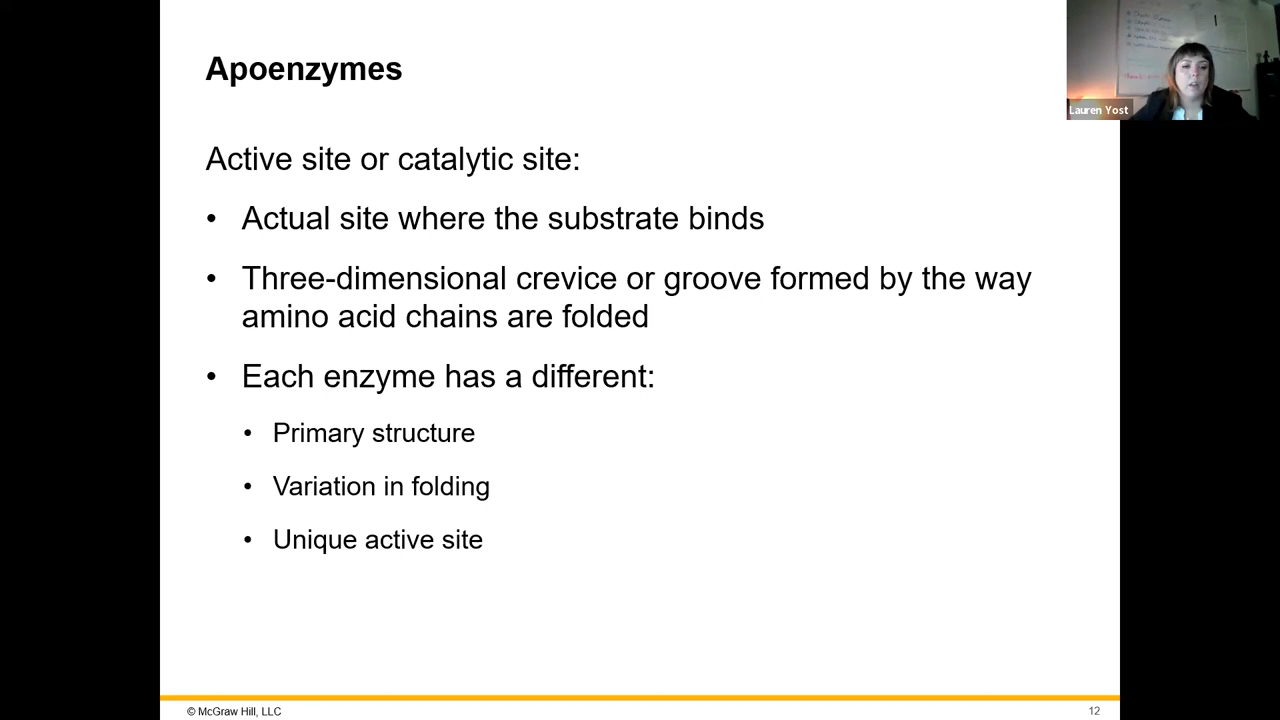 Apoenzymes
Lauren Yost
Active site or catalytic site:
• Actual site where the substrate binds
• Three-dimensional crevice or groove formed by the way
amino acid chains are folded
• Each enzyme has a different:
• Primary structure
• Variation in folding
• Unique active site
© McGraw Hill, LLC
12